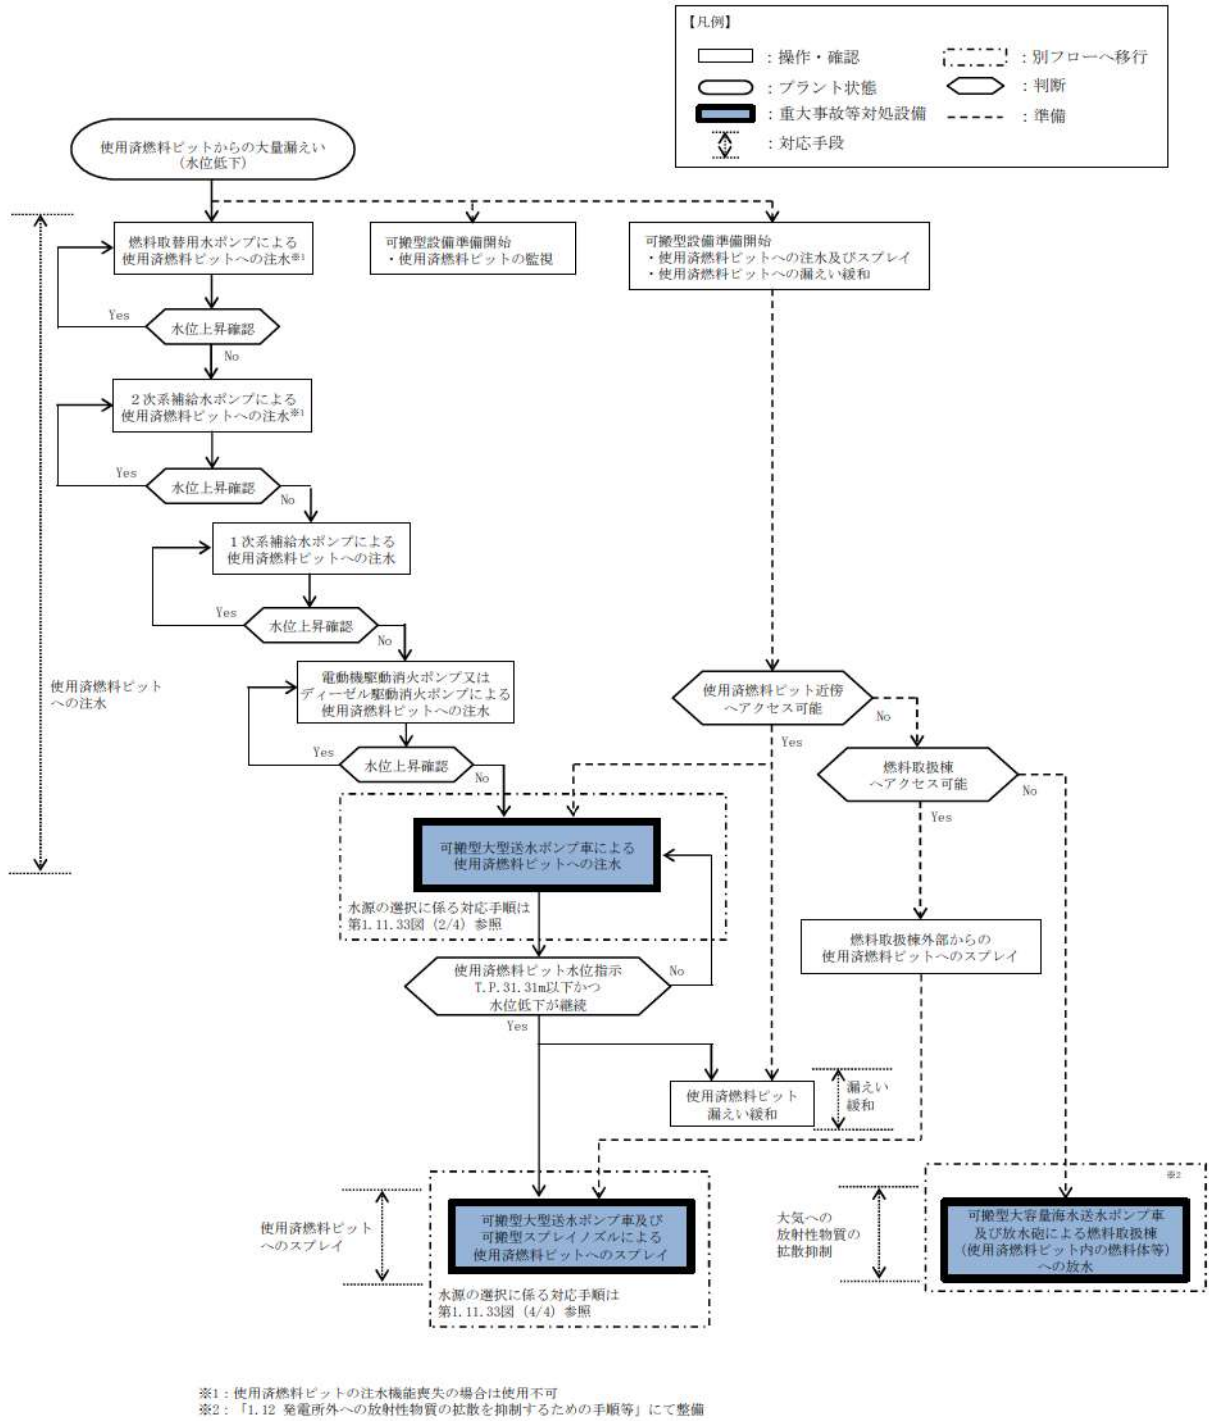 【凡例】
：操作・確認
：別フローへ移行
：プラント状態
：判断
：重大事故等対処設備
：準備
：対応手段
使用済燃料ピットからの大量漏えい
（水位低下）
燃料取替用水ポンプによる
使用済燃料ピットへの注水※1
可搬型設備準備開始
・使用済燃料ピットの監視
可搬型設備準備開始
・使用済燃料ピットへの注水及びスプレイ
・使用済燃料ピットへの漏えい緩和
Yes
水位上昇確認
No
２次系補給水ポンプによる
使用済燃料ピットへの注水※1
Yes
水位上昇確認
No
１次系補給水ポンプによる
使用済燃料ピットへの注水
Yes
水位上昇確認
No
使用済燃料ピット
への注水
電動機駆動消火ポンプ又は
ディーゼル駆動消火ポンプによる
使用済燃料ピットへの注水
使用済燃料ピット近傍
へアクセス可能
No
Yes
Yes
水位上昇確認
No
燃料取扱棟
へアクセス可能
No
Yes
可搬型大型送水ポンプ車による
使用済燃料ピットへの注水
水源の選択に係る対応手順は
第1.11.33図（2/4）参照
燃料取扱棟外部からの
使用済燃料ピットへのスプレイ
使用済燃料ピット水位指示
T.P.31.31m以下かつ
水位低下が継続
No
Yes
使用済燃料ピット
漏えい緩和
漏えい
緩和
使用済燃料ピット
へのスプレイ
可搬型大型送水ポンプ車及び
可搬型スプレイノズルによる
使用済燃料ピットへのスプレイ
水源の選択に係る対応手順は
第1.11.33図（4/4）参照
大気への
放射性物質の
拡散抑制
※2
可搬型大容量海水送水ポンプ車
及び放水砲による燃料取扱棟
（使用済燃料ピット内の燃料体等）
への放水
※1：使用済燃料ピットの注水機能喪失の場合は使用不可
※2：「1.12 発電所外への放射性物質の拡散を抑制するための手順等」にて整備